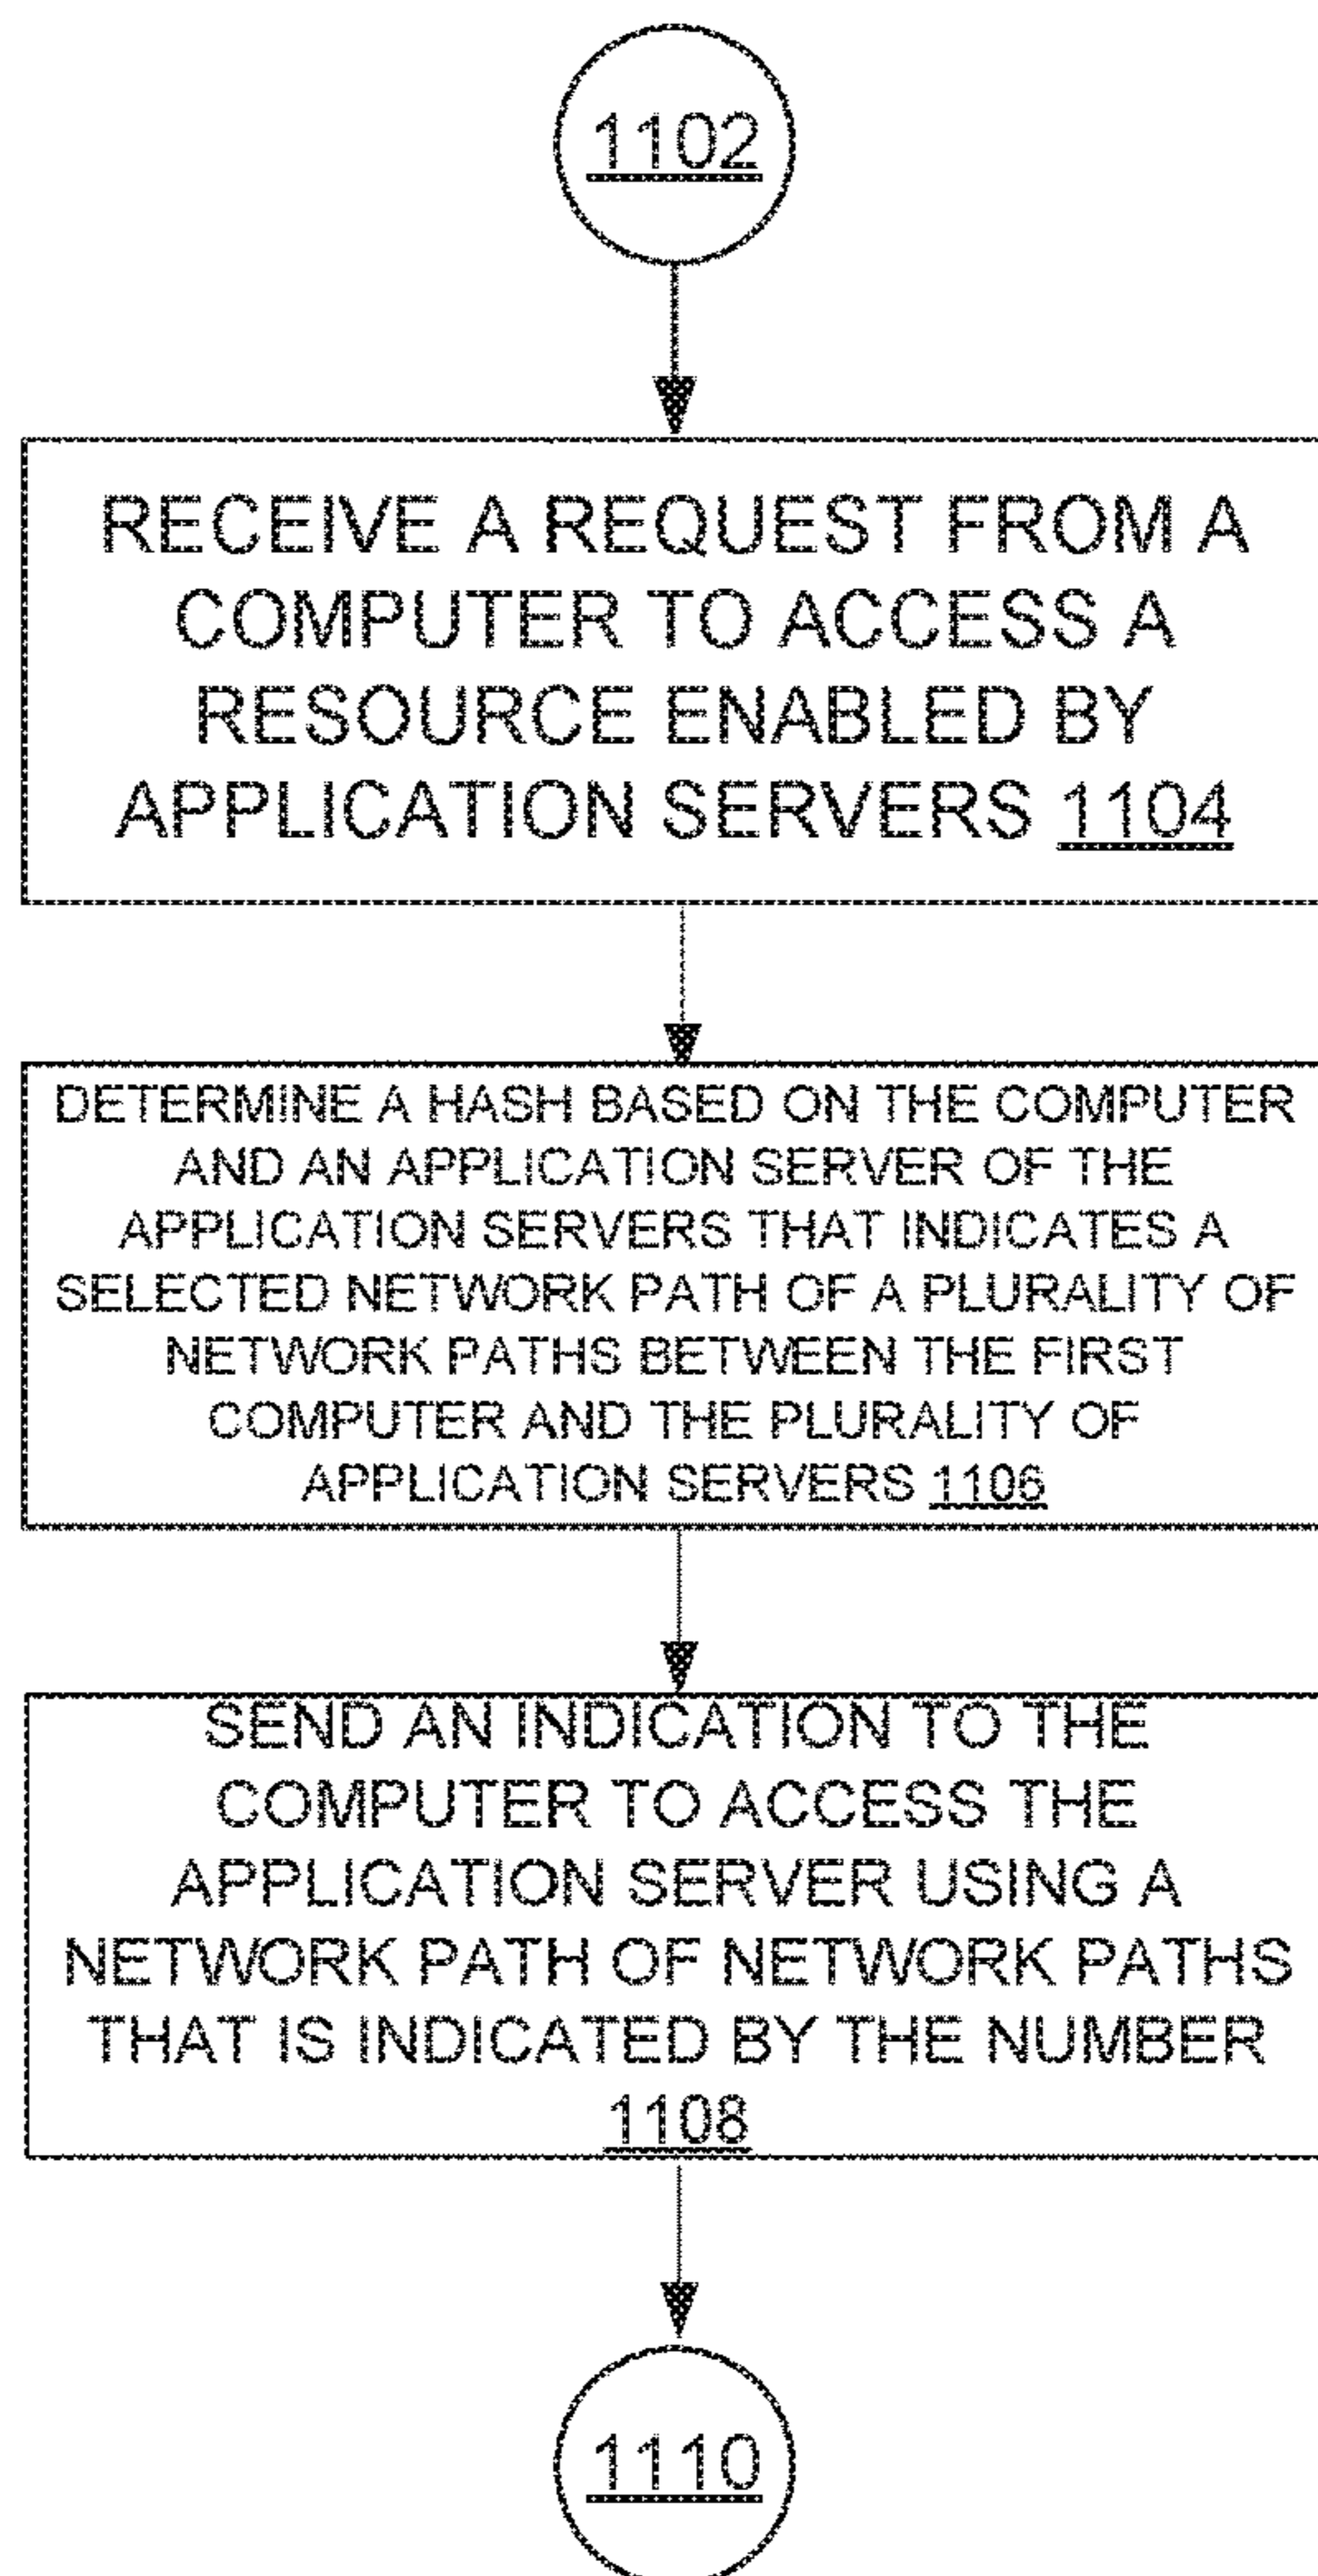 1102
RECEIVE A REQUEST FROM A
COMPUTER TO ACCESS A
RESOURCE ENABLED BY
APPLICATION SERVERS 1104
DETERMINE A HASH BASED ON THE COMPUTER
AND AN APPLICATION SERVER OF THE
APPLICATION SERVERS THAT INDICATES A
SELECTED NETWORK PATH OF A PLURALITY OF
NETWORK PATHS BETWEEN THE FIRST
COMPUTER AND THE PLURALITY OF
APPLICATION SERVERS 1106
SEND AN INDICATION TO THE
COMPUTER TO ACCESS THE
APPLICATION SERVER USING A
NETWORK PATH OF NETWORK PATHS
THAT IS INDICATED BY THE NUMBER
1108
1110